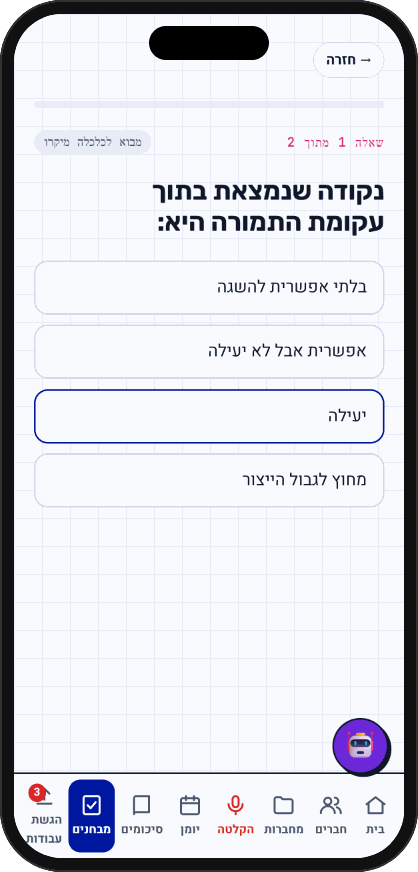 → חזרה
שאלה 1 מתוך 2
מבוא לכלכלה מיקרו
נקודה שנמצאת בתוך
עקומת התמורה היא:
בלתי אפשרית להשגה
אפשרית אבל לא יעילה
יעילה
מחוץ לגבול הייצור
בית
חברים
מחברות
הקלטה
יומן
סיכומים
מבחנים
3
הגשת
עבודות